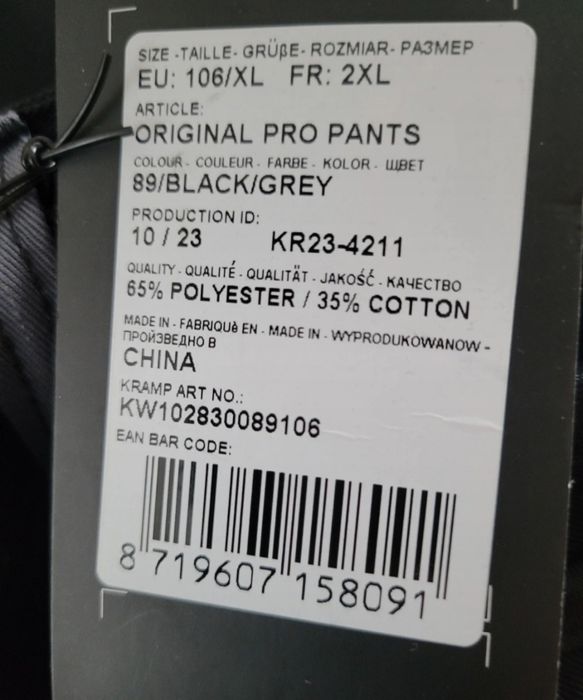 SIZE -TAILLE- GRÜßE- ROZMIAR- РАЗМЕР
EU: 106/XL FR: 2XL
ARTICLE:
ORIGINAL PRO PANTS
COLOUR - COULEUR - FARBE - KOLOR - ШВЕТ
89/BLACK/GREY
PRODUCTION ID:
10 / 23 KR23-4211
QUALITY - QUALITÉ - QUALITÄT - JAKOŚĆ - КАЧЕСТВО
65% POLYESTER / 35% COTTON
MADE IN - FABRIQUè EN - MADE IN - WYPRODUKOWANOW -
ПРОЙЗВЕДНО В
CHINA
KRAMP ART NO.:
KW102830089106
EAN BAR CODE:
8 719607 158091